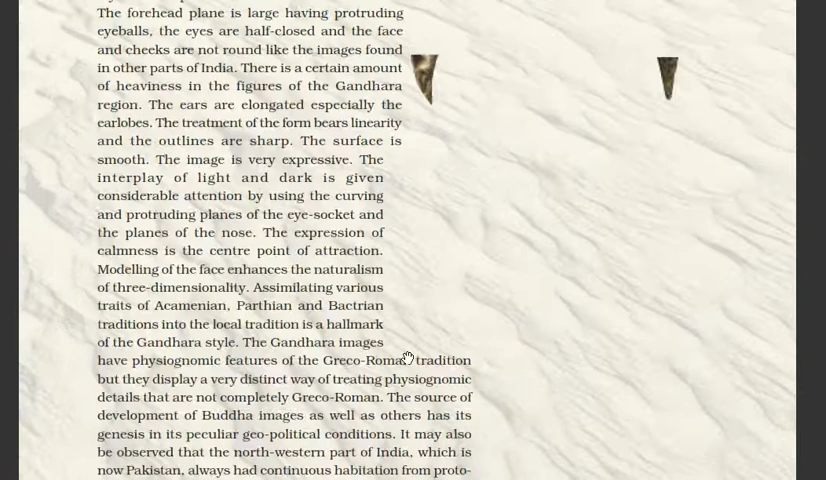 The forehead plane is large having protruding
eyeballs, the eyes are half-closed and the face
and cheeks are not round like the images found
in other parts of India. There is a certain amount
of heaviness in the figures of the Gandhara
region. The ears are elongated especially the
earlobes. The treatment of the form bears linearity
and the outlines are sharp. The surface is
smooth. The image is very expressive. The
interplay of light and dark is given
considerable attention by using the curving
and protruding planes of the eye-socket and
the planes of the nose. The expression of
calmness is the centre point of attraction.
Modelling of the face enhances the naturalism
of three-dimensionality. Assimilating various
traits of Acamenian, Parthian and Bactrian
traditions into the local tradition is a hallmark
of the Gandhara style. The Gandhara images
have physiognomic features of the Greco-Roman tradition
but they display a very distinct way of treating physiognomic
details that are not completely Greco-Roman. The source of
development of Buddha images as well as others has its
genesis in its peculiar geo-political conditions. It may also
be observed that the north-western part of India, which is
now Pakistan, always had continuous habitation from proto-